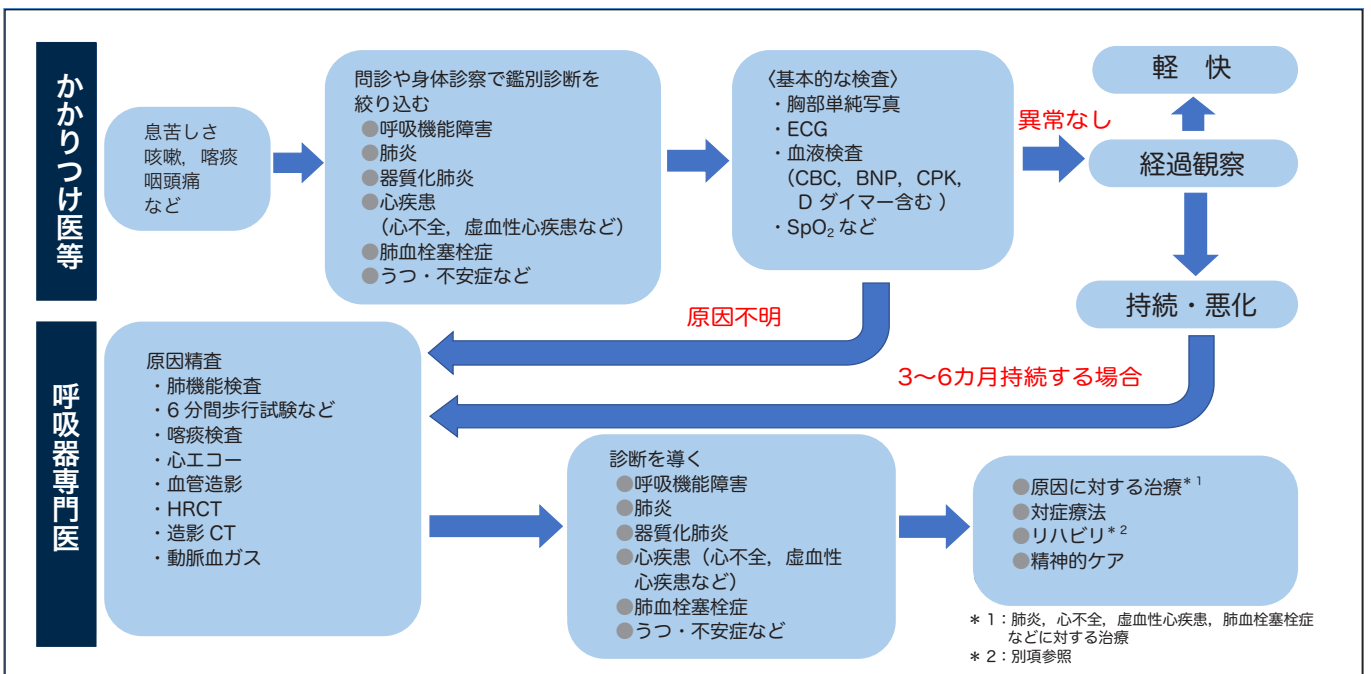 かかりつけ医等
息苦しさ
咳嗽，喀痰
咽頭痛
など
問診や身体診察で鑑別診断を
絞り込む
●呼吸機能障害
●肺炎
●器質化肺炎
●心疾患
（心不全，虚血性心疾患など）
●肺血栓塞栓症
●うつ・不安症など
〈基本的な検査〉
・胸部単純写真
・ECG
・血液検査
（CBC，BNP，CPK，
D ダイマー含む ）
・SpO₂ など
異常なし
軽　快
経過観察
持続・悪化
原因不明
3～6カ月持続する場合
呼吸器専門医
原因精査
・肺機能検査
・6 分間歩行試験など
・喀痰検査
・心エコー
・血管造影
・HRCT
・造影 CT
・動脈血ガス
診断を導く
●呼吸機能障害
●肺炎
●器質化肺炎
●心疾患（心不全，虚血性
心疾患など）
●肺血栓塞栓症
●うつ・不安症など
●原因に対する治療＊1
●対症療法
●リハビリ＊2
●精神的ケア
＊1：肺炎，心不全，虚血性心疾患，肺血栓塞栓症
などに対する治療
＊2：別項参照